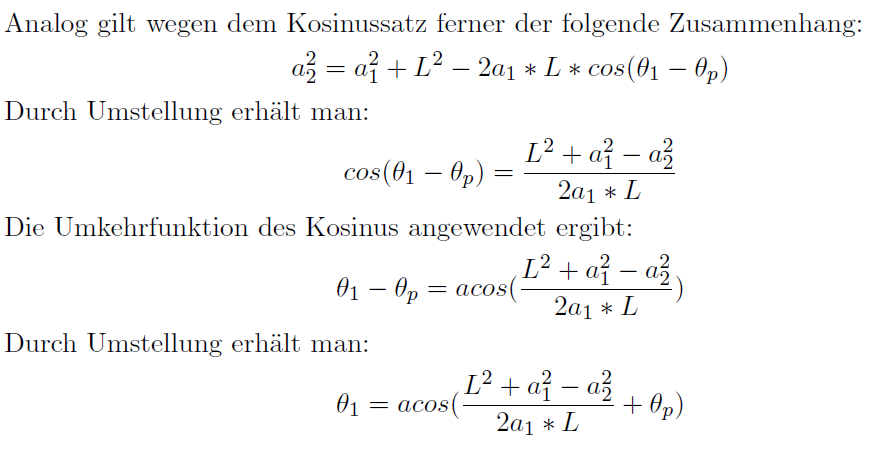 Analog gilt wegen dem Kosinussatz ferner der folgende Zusammenhang:
$a_2^2 = a_1^2 + L^2 - 2a_1 * L * cos(\theta_1 - \theta_p)$
Durch Umstellung erhält man:
$cos(\theta_1 - \theta_p) = \frac{L^2 + a_1^2 - a_2^2}{2a_1 * L}$
Die Umkehrfunktion des Kosinus angewendet ergibt:
$\theta_1 - \theta_p = acos(\frac{L^2 + a_1^2 - a_2^2}{2a_1 * L})$
Durch Umstellung erhält man:
$\theta_1 = acos(\frac{L^2 + a_1^2 - a_2^2}{2a_1 * L} + \theta_p)$